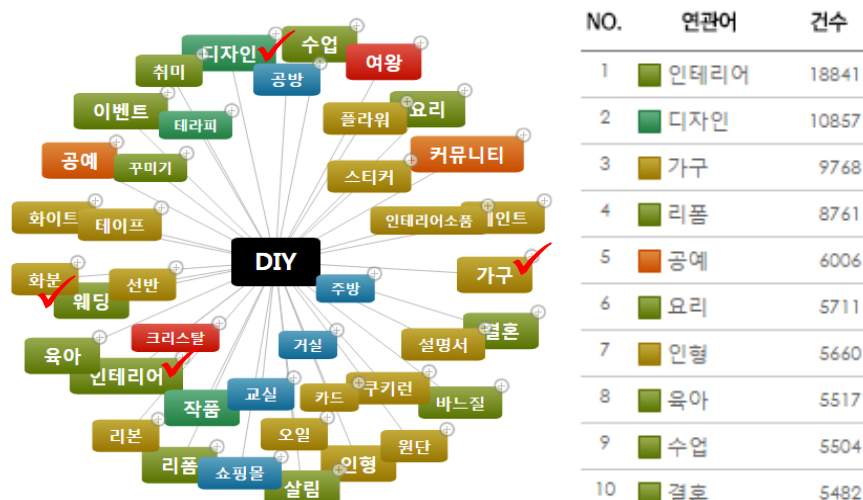 디자인
수업
취미
공방
여왕
이벤트
테라피
플라워
요리
공예
꾸미기
커뮤니티
스티커
화이트
테이프
인테리어소품
인트
DIY
화분
선반
가구
웨딩
주방
크리스탈
거실
설명서
결혼
육아
인테리어
교실
카드
쿠키런
바느질
작품
리본
오일
원단
리폼
쇼핑몰
인형
살림
NO. 연관어 건수
1 인테리어 18841
2 디자인 10857
3 가구 9768
4 리폼 8761
5 공예 6006
6 요리 5711
7 인형 5660
8 육아 5517
9 수업 5504
10 결혼 5482